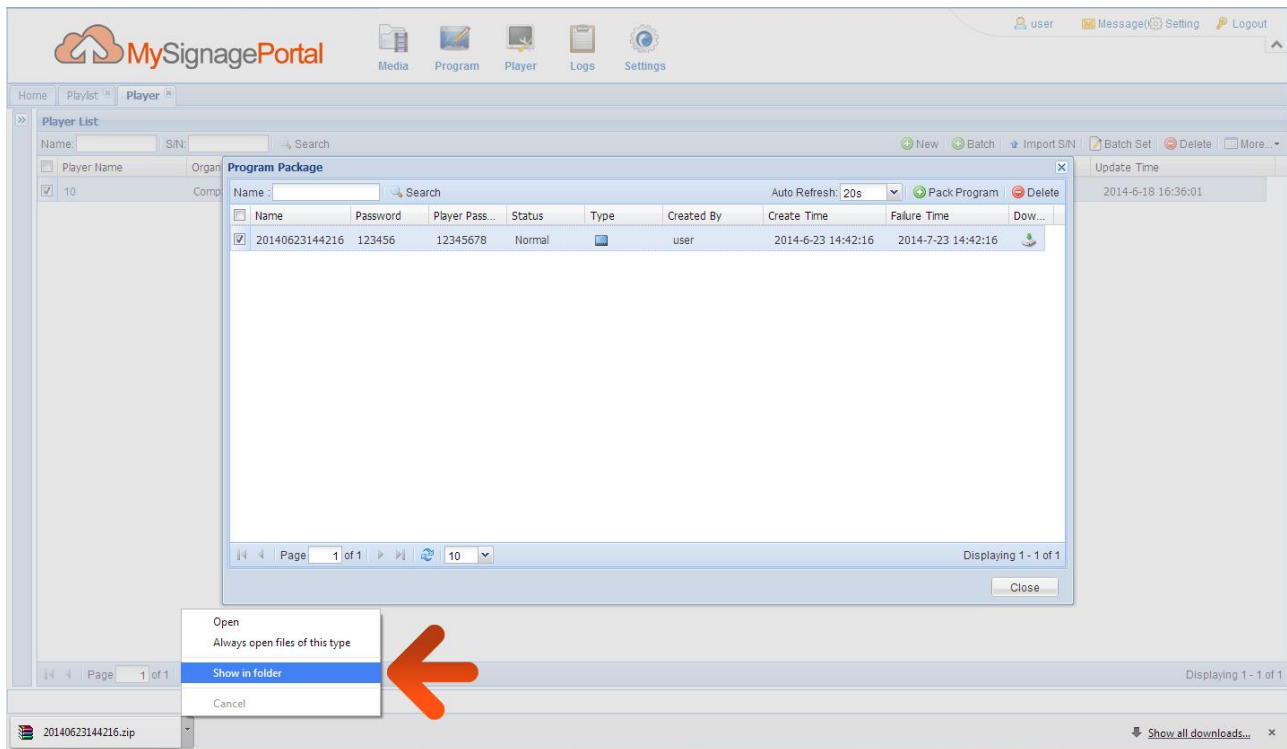 user Message( Setting Logout
MySignagePortal
Media Program Player Logs Settings
Home Playlist Player
Player List
Name: S/N: Search New Batch Import S/N Batch Set Delete More...
Player Name Organ Update Time
10 Comp 2014-6-18 16:36:01
Program Package
Name : Search Auto Refresh: 20s Pack Program Delete
Name Password Player Pass... Status Type Created By Create Time Failure Time Dow...
20140623144216 123456 12345678 Normal user 2014-6-23 14:42:16 2014-7-23 14:42:16
Page 1 of 1 10 Displaying 1 - 1 of 1
Close
Open
Always open files of this type
Show in folder
Cancel
Page 1 of 1 Displaying 1 - 1 of 1
20140623144216.zip Show all downloads...